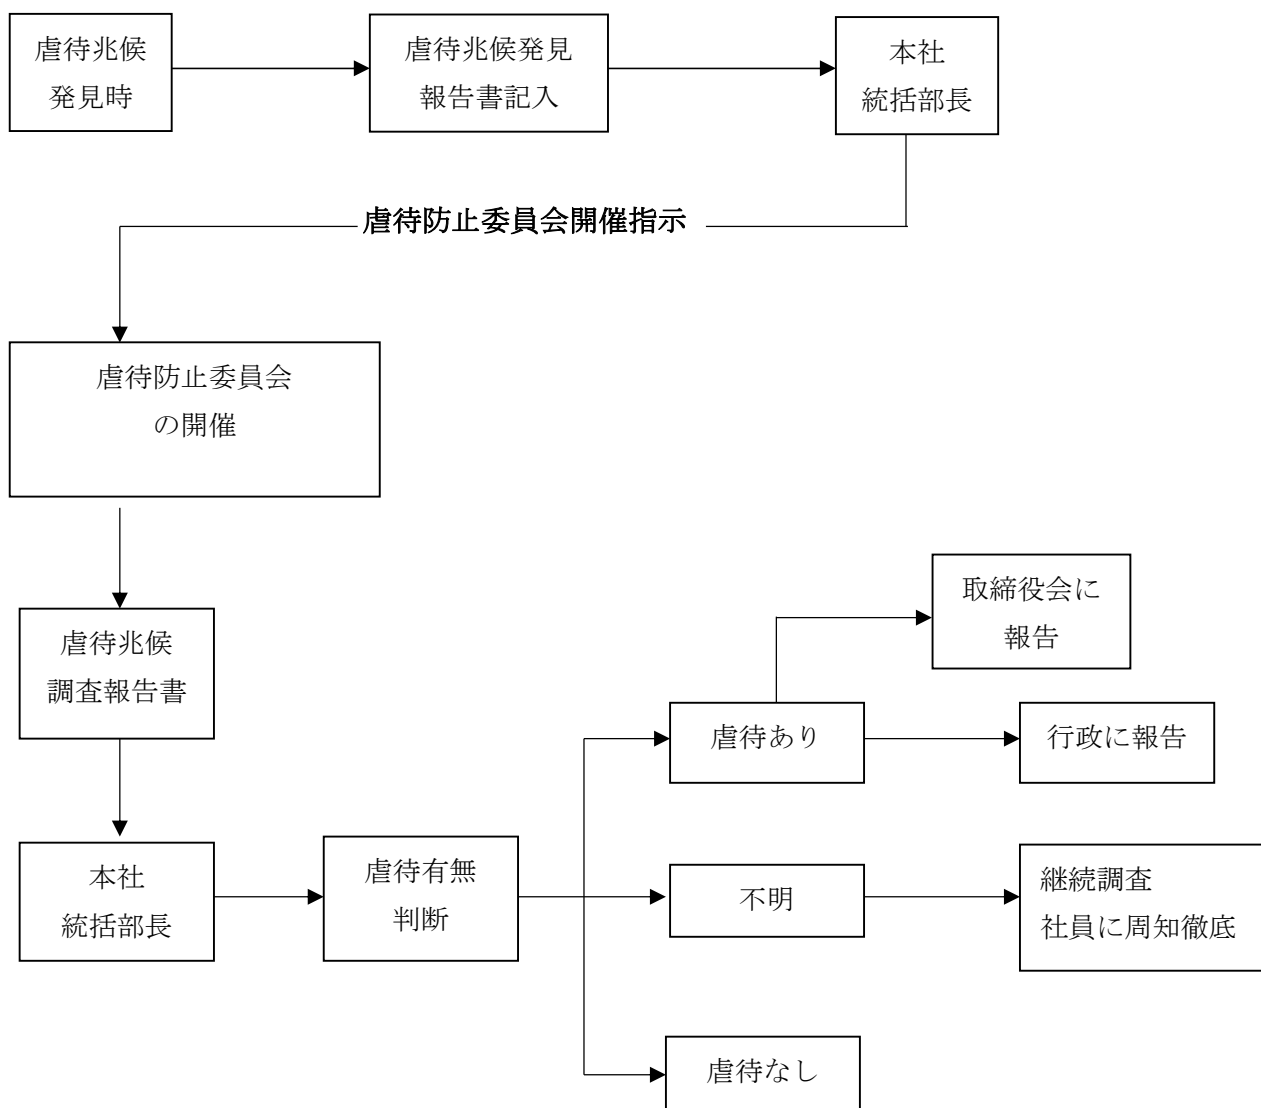 虐待兆候
発見時
虐待兆候発見
報告書記入
本社
統括部長
虐待防止委員会開催指示
虐待防止委員会
の開催
虐待兆候
調査報告書
本社
統括部長
虐待有無
判断
虐待あり
取締役会に
報告
行政に報告
不明
継続調査
社員に周知徹底
虐待なし